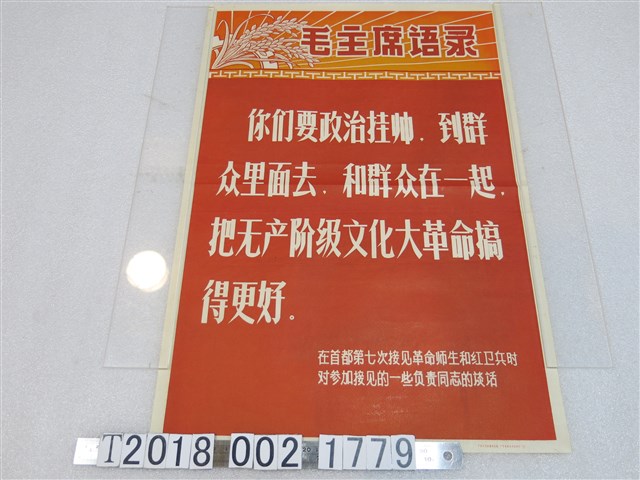 毛主席语录
你们要政治挂帅，到群
众里面去，和群众在一起，
把无产阶级文化大革命搞
得更好。
在首都第七次接见革命师生和红卫兵时
对参加接见的一些负责同志的谈话
T2018 002 1779